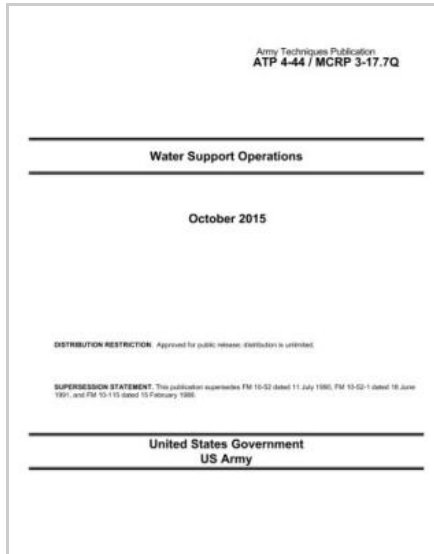 Army Techniques Publication
ATP 4-44 / MCRP 3-17.7Q
Water Support Operations
October 2015
DISTRIBUTION RESTRICTION: Approved for public release; distribution is unlimited.
SUPERSESSION STATEMENT. This publication supersedes FM 10-52 dated 11 July 1990, FM 10-52-1 dated 18 June
1991, and FM 10-115 dated 15 February 1989.
United States Government
US Army